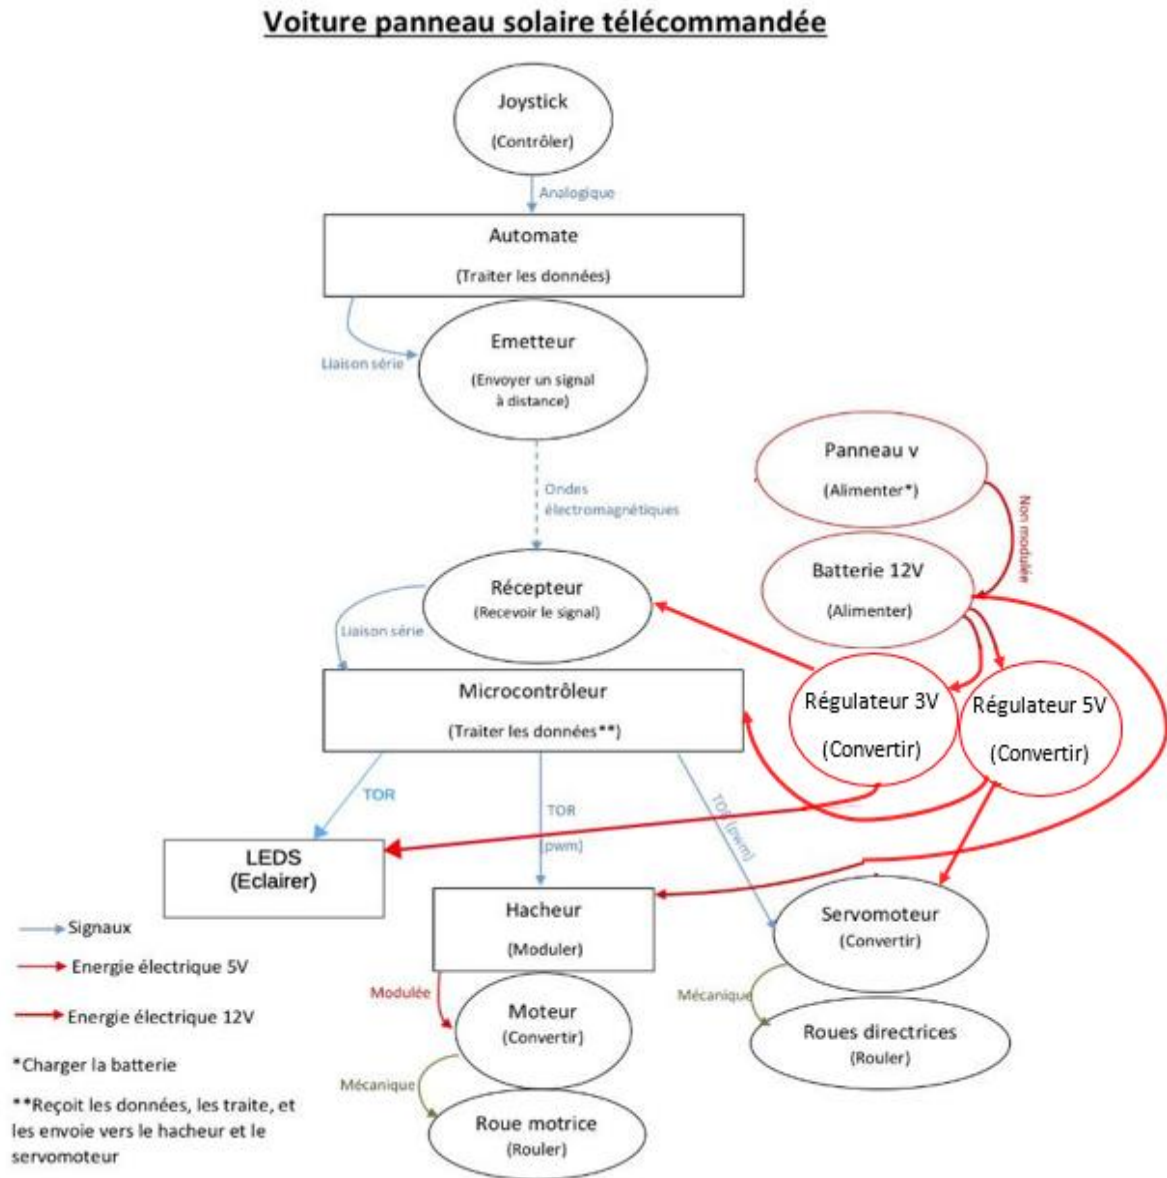 Voiture panneau solaire télécommandée
Joystick
(Contrôler)
Analogique
Automate
(Traiter les données)
Liaison série
Emetteur
(Envoyer un signal
à distance)
Ondes
électromagnétiques
Panneau v
(Alimenter*)
Non modulée
Batterie 12V
(Alimenter)
Récepteur
(Recevoir le signal)
Liaison série
Microcontrôleur
(Traiter les données**)
Régulateur 3V
(Convertir)
Régulateur 5V
(Convertir)
TOR
TOR
(pwm)
TOR (pwm)
LEDS
(Eclairer)
Hacheur
(Moduler)
Servomoteur
(Convertir)
Signaux
Energie électrique 5V
Energie électrique 12V
Modulée
Moteur
(Convertir)
Mécanique
Roues directrices
(Rouler)
Mécanique
Roue motrice
(Rouler)
*Charger la batterie
**Reçoit les données, les traite, et
les envoie vers le hacheur et le
servomoteur